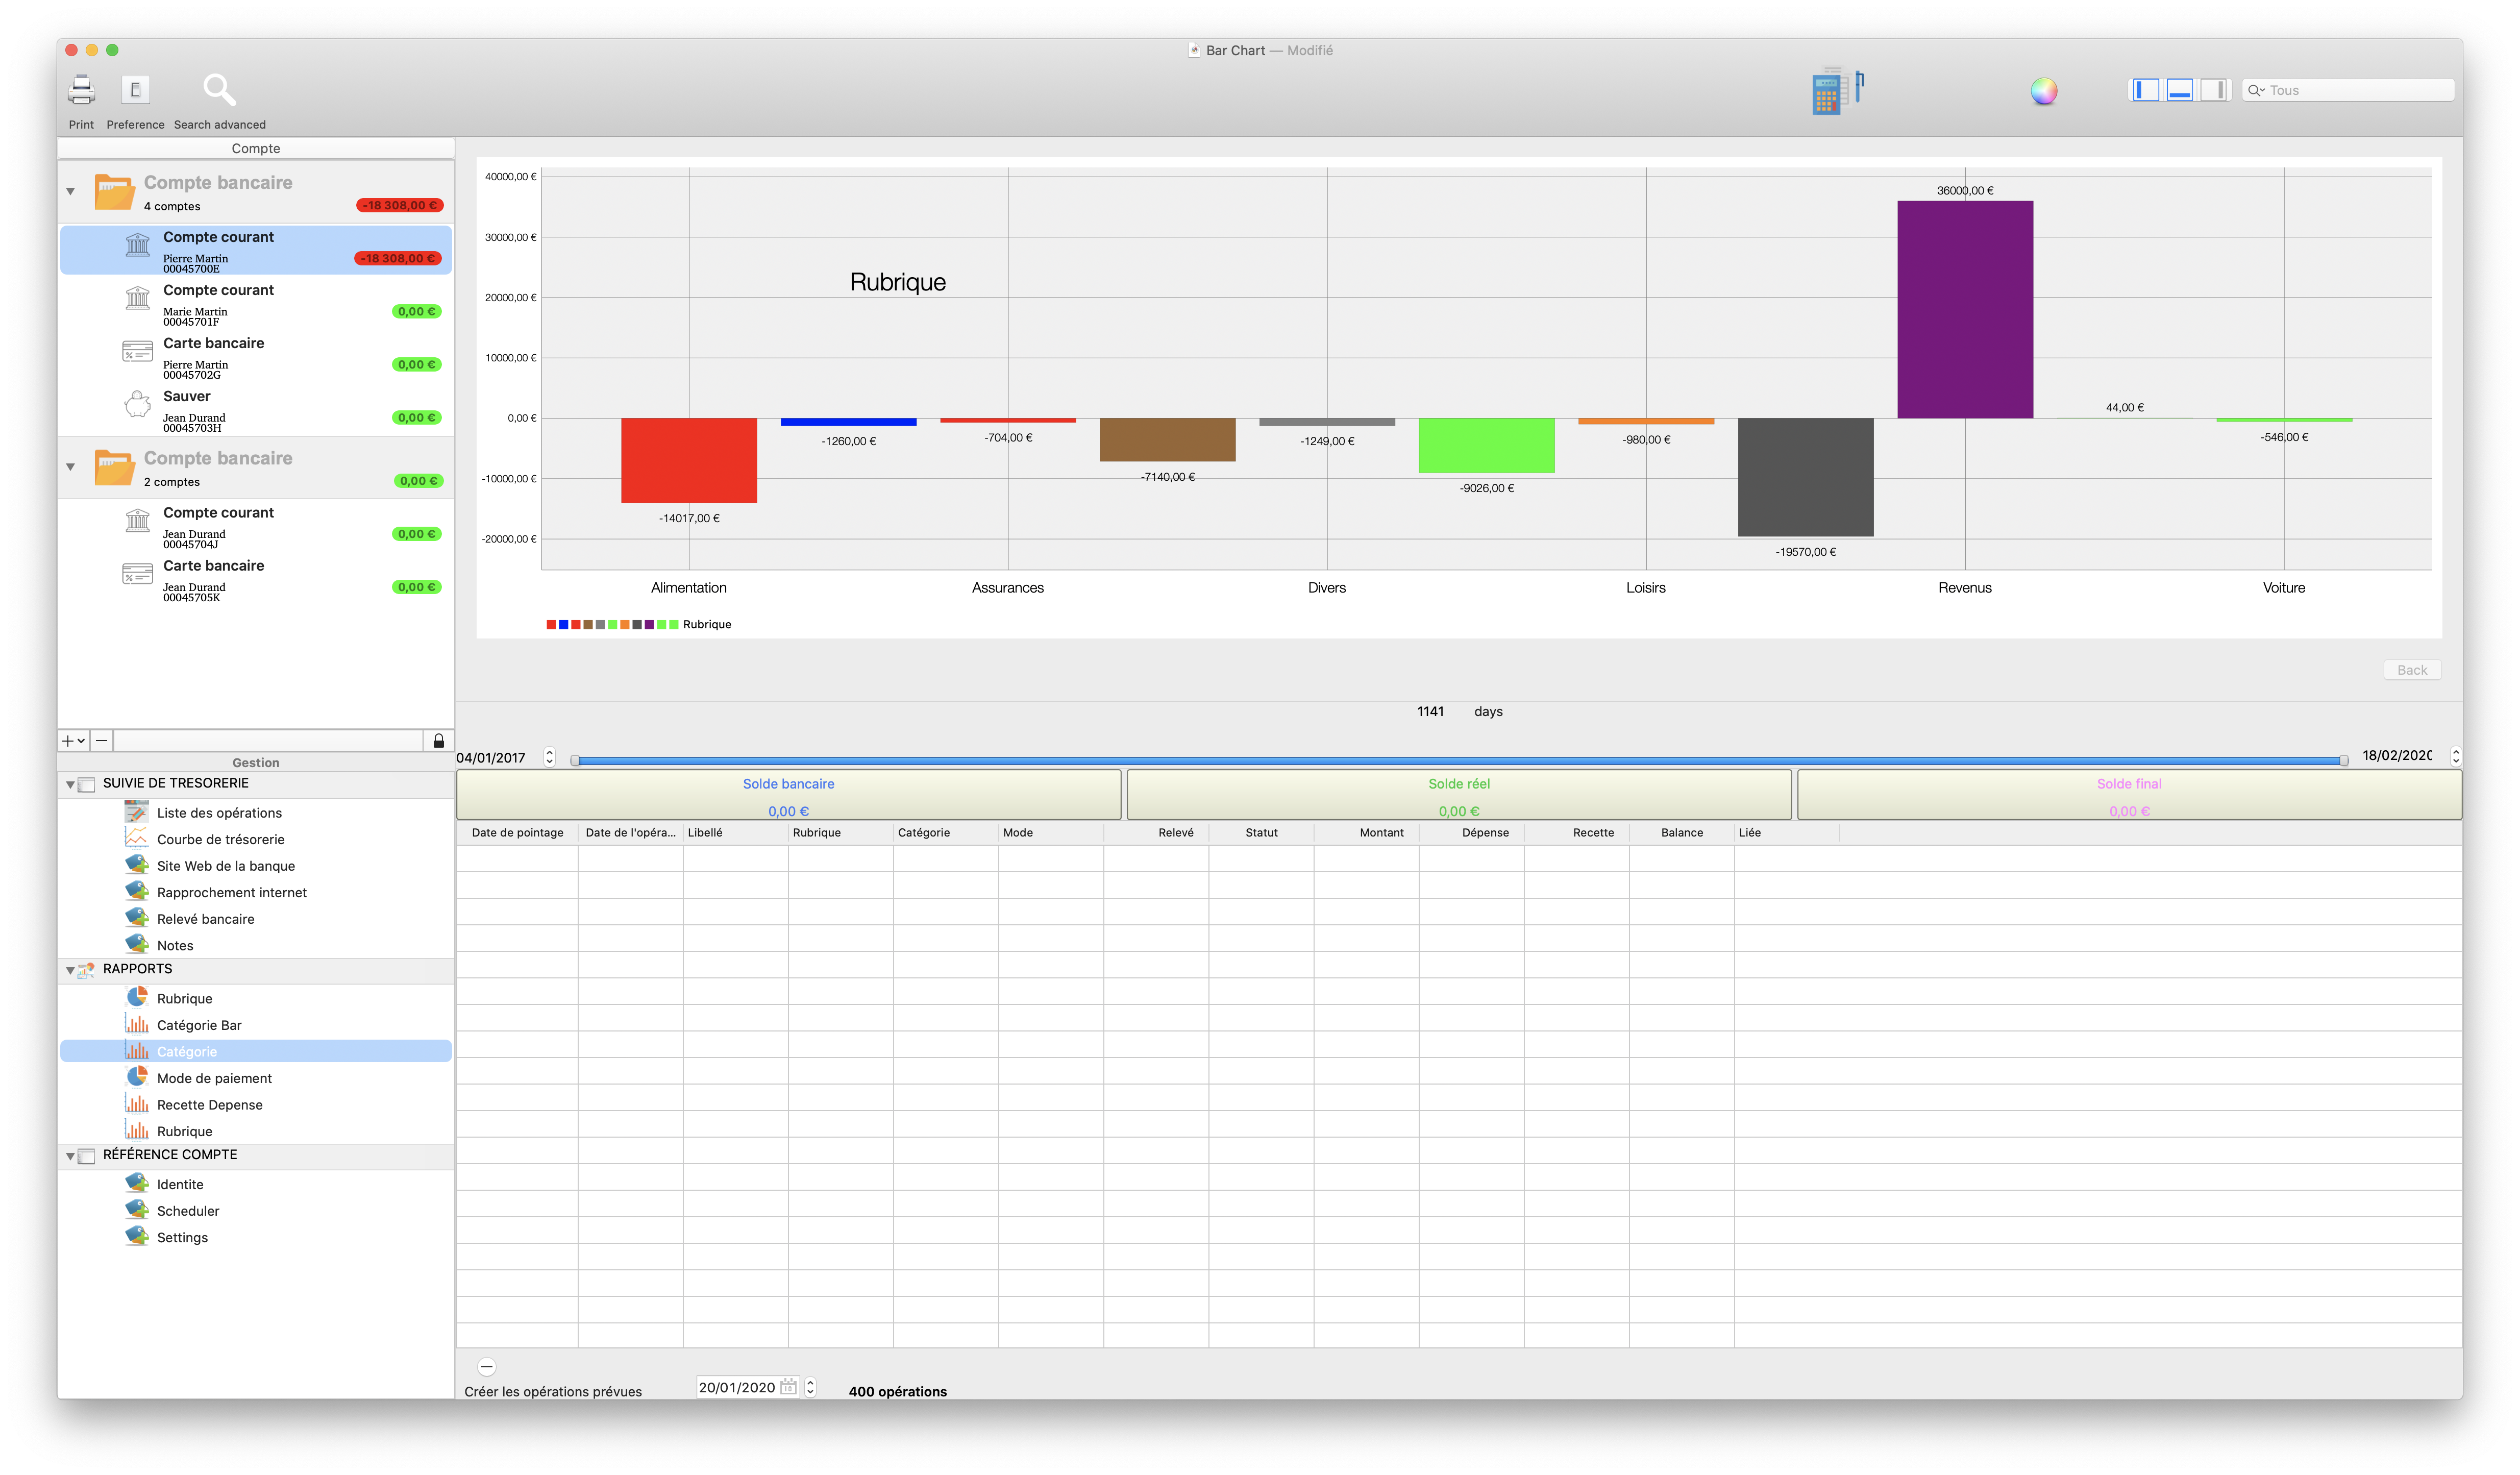 Bar Chart — Modifié
Print Preference Search advanced
Tous
Compte
Compte bancaire
4 comptes -18 308,00 €
Compte courant
Pierre Martin -18 308,00 €
00045700E
Compte courant
Marie Martin 0,00 €
00045701F
Carte bancaire
Pierre Martin 0,00 €
00045702G
Sauver
Jean Durand 0,00 €
00045703H
Compte bancaire
2 comptes 0,00 €
Compte courant
Jean Durand 0,00 €
00045704J
Carte bancaire
Jean Durand 0,00 €
00045705K
Gestion
SUIVIE DE TRESORERIE
Liste des opérations
Courbe de trésorerie
Site Web de la banque
Rapprochement internet
Relevé bancaire
Notes
RAPPORTS
Rubrique
Catégorie Bar
Catégorie
Mode de paiement
Recette Depense
Rubrique
RÉFÉRENCE COMPTE
Identite
Scheduler
Settings
40000,00 €
30000,00 €
20000,00 €
10000,00 €
0,00 €
-10000,00 €
-20000,00 €
Rubrique
-14017,00 €
-1260,00 €
-704,00 €
-7140,00 €
-1249,00 €
-9026,00 €
-980,00 €
-19570,00 €
36000,00 €
44,00 €
-546,00 €
Alimentation Assurances Divers Loisirs Revenus Voiture
Rubrique
Back
1141 days
04/01/2017 18/02/2020
Solde bancaire Solde réel Solde final
0,00 € 0,00 € 0,00 €
Date de pointage Date de l'opéra... Libellé Rubrique Catégorie Mode Relevé Statut Montant Dépense Recette Balance Liée
Créer les opérations prévues 20/01/2020 400 opérations